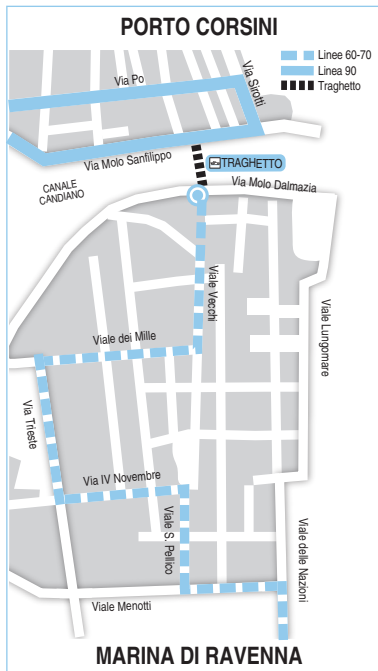 PORTO CORSINI
Linee 60-70
Linea 90
Traghetto
Via Po
Via Sirotti
Via Molo Sanfilippo
TRAGHETTO
CANALE
CANDIANO
Via Molo Dalmazia
Viale Vecchi
Viale Lungomare
Viale dei Mille
Via Trieste
Via IV Novembre
Viale S. Pellico
Viale delle Nazioni
Viale Menotti
MARINA DI RAVENNA